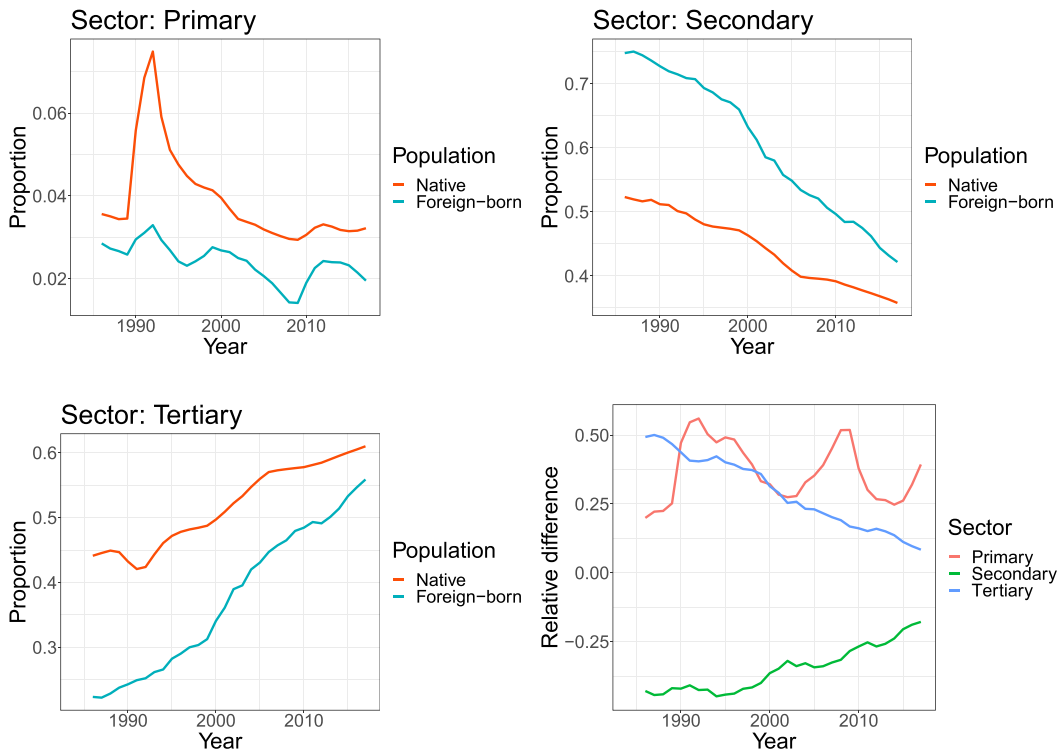 Sector: Primary
Proportion
0.06
0.04
0.02
1990 2000 2010
Year
Population
Native
Foreign−born
Sector: Secondary
Proportion
0.7
0.6
0.5
0.4
1990 2000 2010
Year
Population
Native
Foreign−born
Sector: Tertiary
Proportion
0.6
0.5
0.4
0.3
1990 2000 2010
Year
Population
Native
Foreign−born
Relative difference
0.50
0.25
0.00
−0.25
1990 2000 2010
Year
Sector
Primary
Secondary
Tertiary